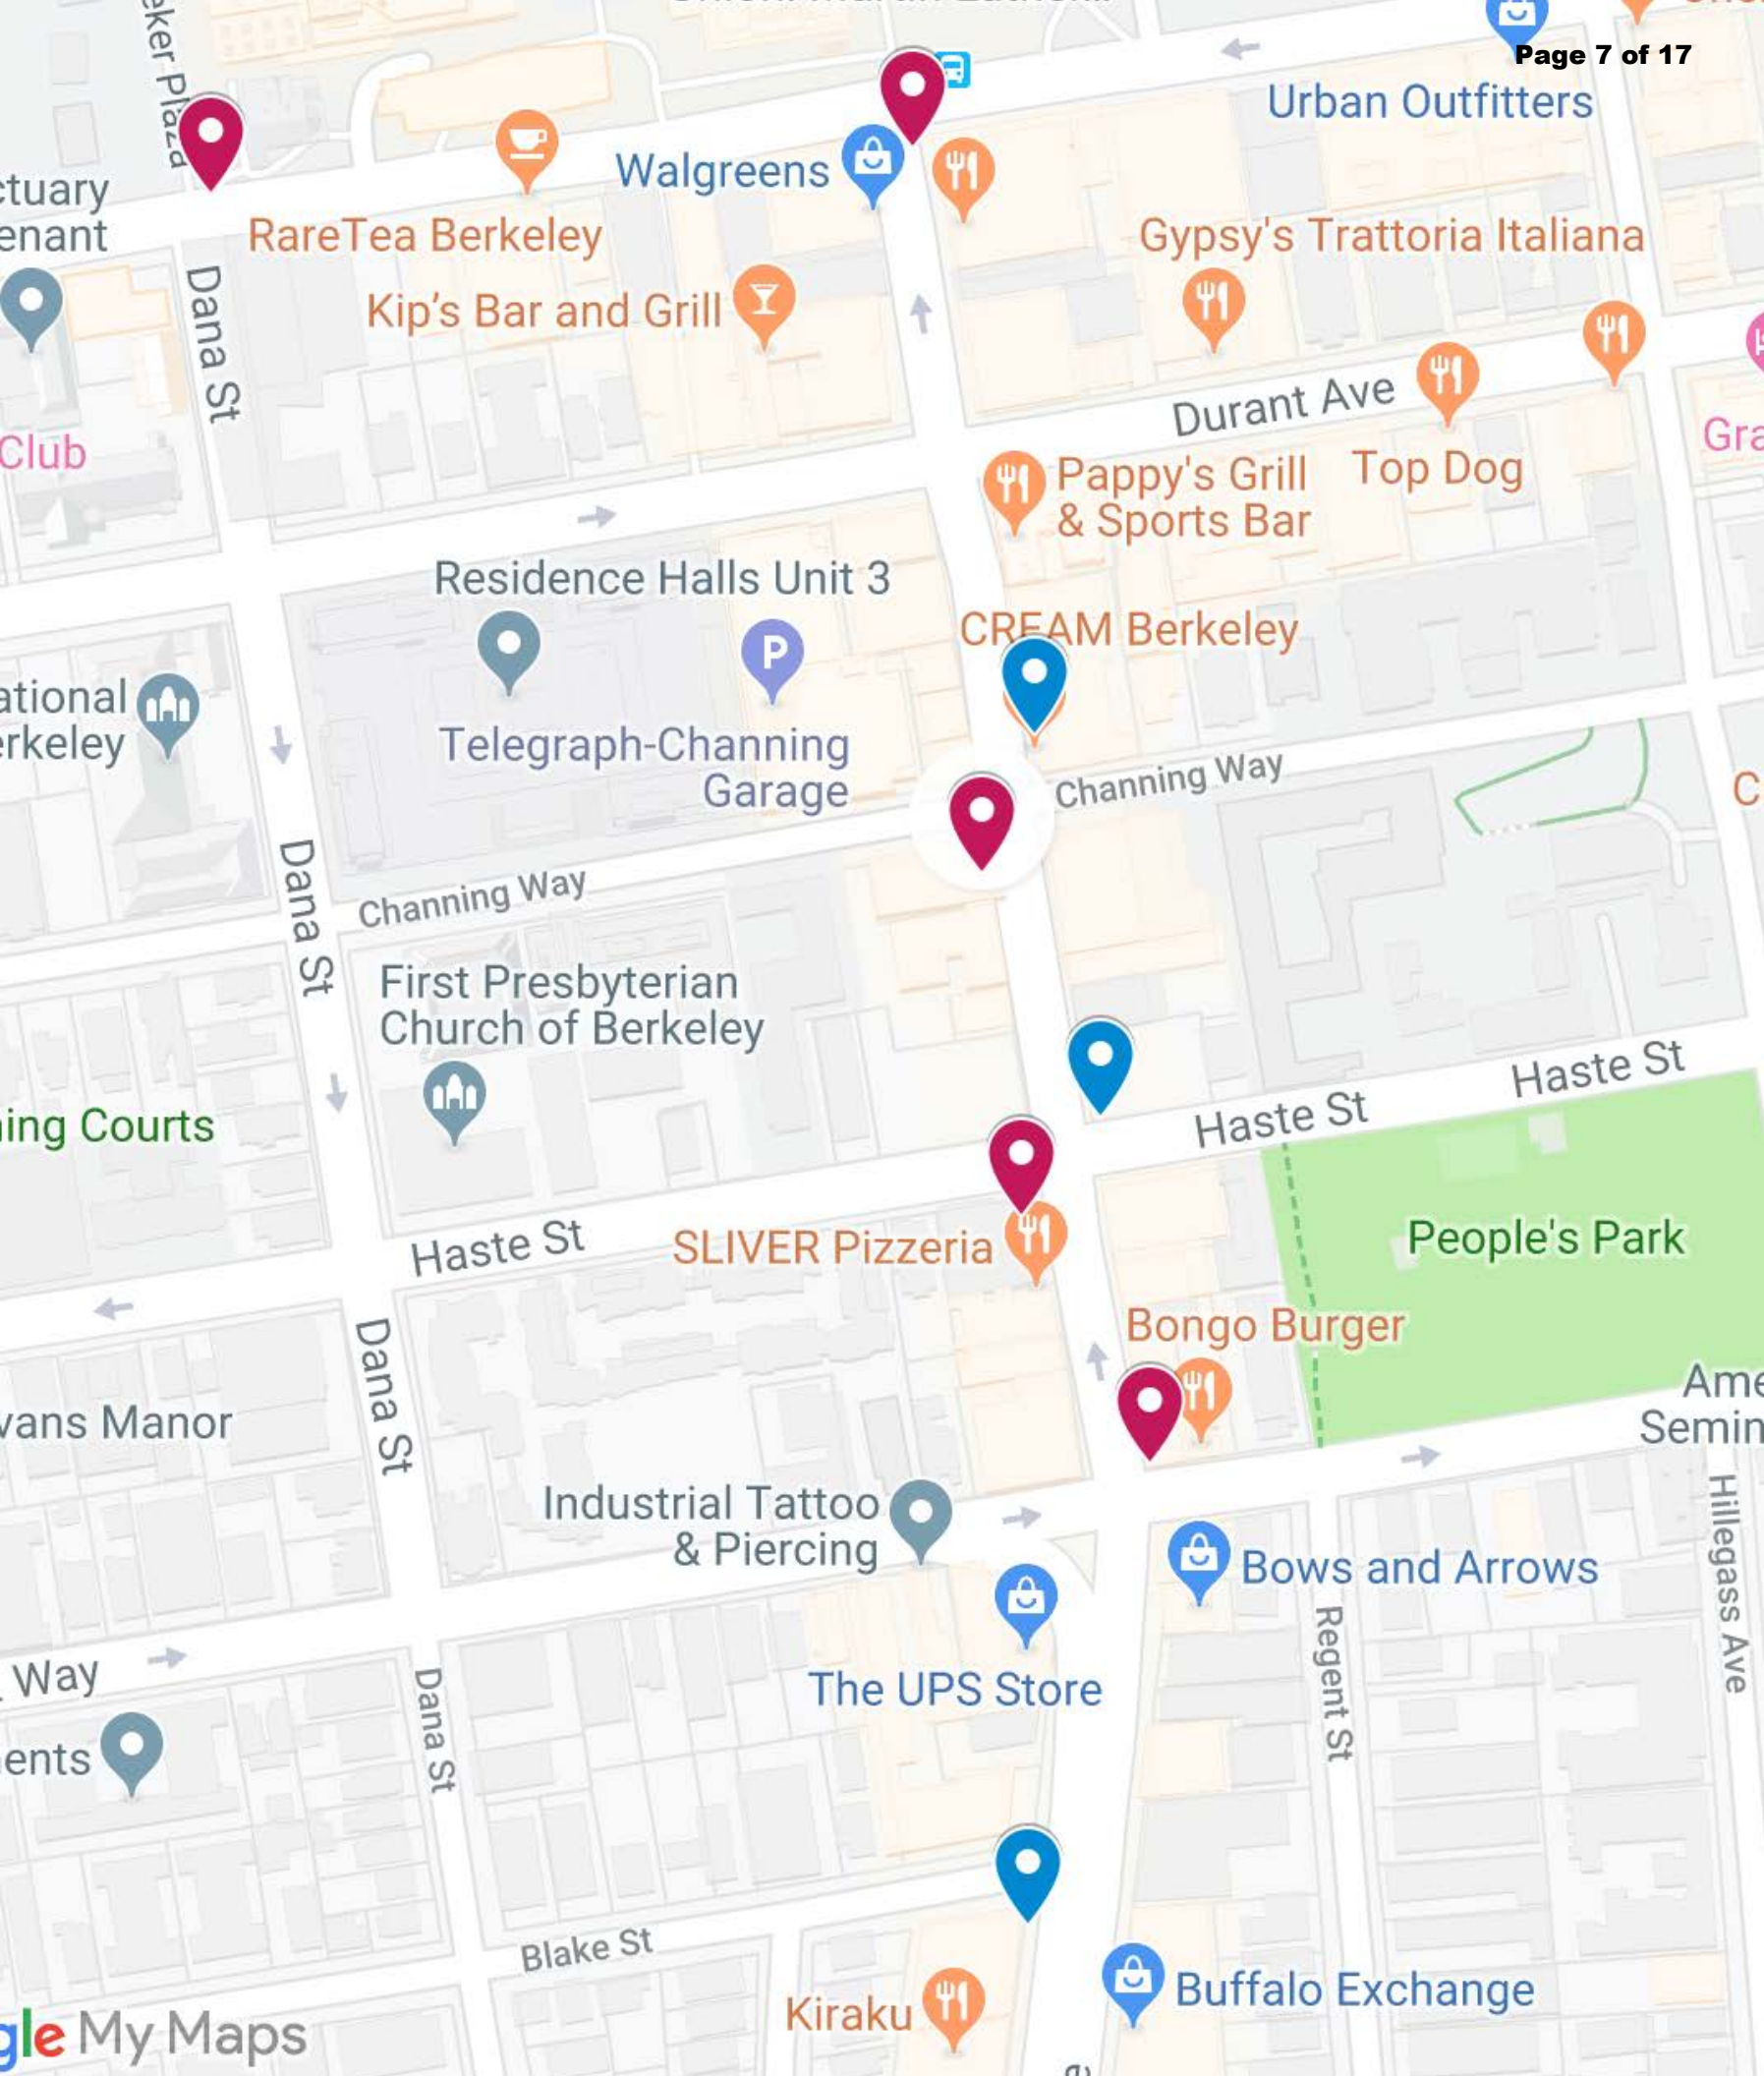 Page 7 of 17
eker Plaza
Urban Outfitters
Walgreens
ctuary
enant
RareTea Berkeley
Gypsy's Trattoria Italiana
Dana St
Kip's Bar and Grill
Durant Ave
Club
Gra
Pappy's Grill
& Sports Bar
Top Dog
Residence Halls Unit 3
CREAM Berkeley
P
ational
erkeley
Telegraph-Channing
Garage
Channing Way
C
Dana St
Channing Way
First Presbyterian
Church of Berkeley
Haste St
Haste St
ing Courts
Haste St
SLIVER Pizzeria
People's Park
Bongo Burger
Dana St
Ame
Semin
vans Manor
Industrial Tattoo
& Piercing
Hillegass Ave
Bows and Arrows
Regent St
Way
Dana St
The UPS Store
ents
Blake St
Buffalo Exchange
Kiraku
gle My Maps